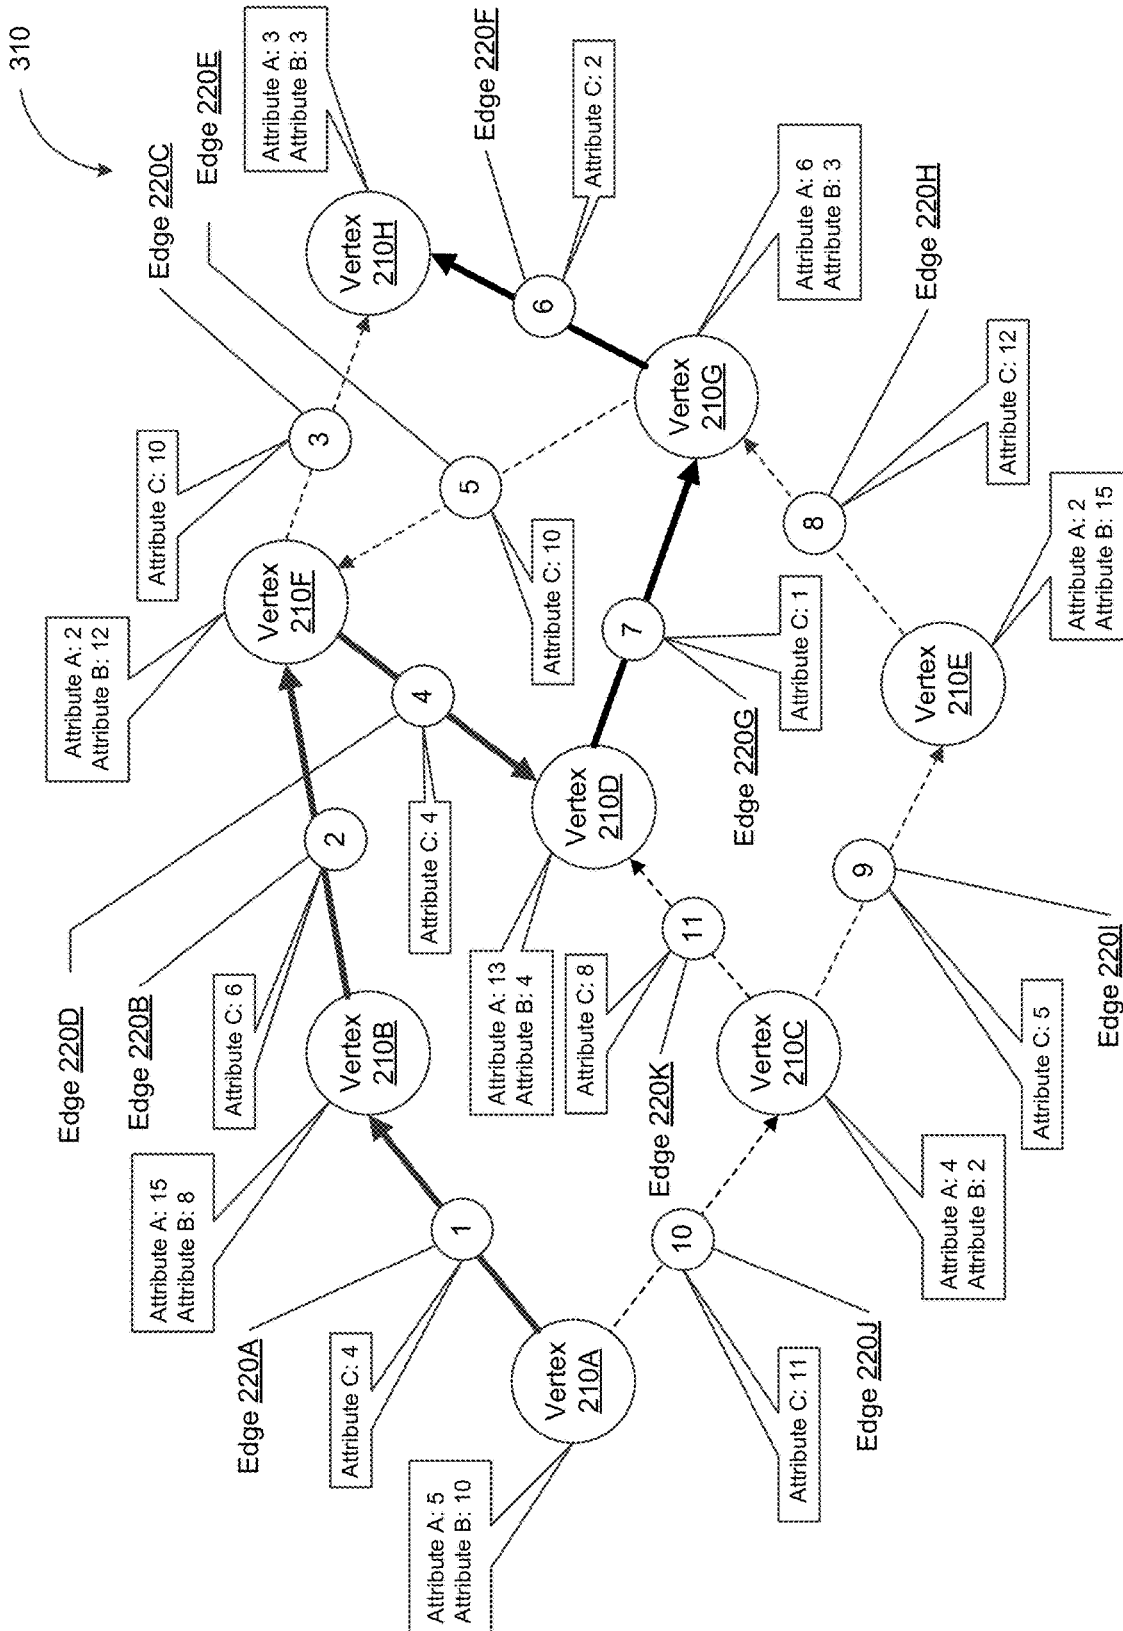 310
Edge 220C
Edge 220E
Attribute A: 3
Attribute B: 3
Edge 220F
Attribute C: 2
Vertex
210H
6
3
Attribute C: 10
Attribute A: 6
Attribute B: 3
Edge 220H
Vertex
210G
5
Attribute C: 10
Attribute C: 12
8
Attribute A: 2
Attribute B: 12
Vertex
210F
7
Attribute C: 1
Edge 220G
Attribute A: 2
Attribute B: 15
Vertex
210E
4
Attribute C: 4
Vertex
210D
2
Edge 220D
Edge 220B
Attribute C: 6
Attribute A: 13
Attribute B: 4
11
Attribute C: 8
Edge 220K
9
Edge 220I
Attribute C: 5
Vertex
210B
Vertex
210C
Attribute A: 15
Attribute B: 8
1
10
Attribute A: 4
Attribute B: 2
Edge 220A
Attribute C: 4
Vertex
210A
Edge 220J
Attribute C: 11
Attribute A: 5
Attribute B: 10